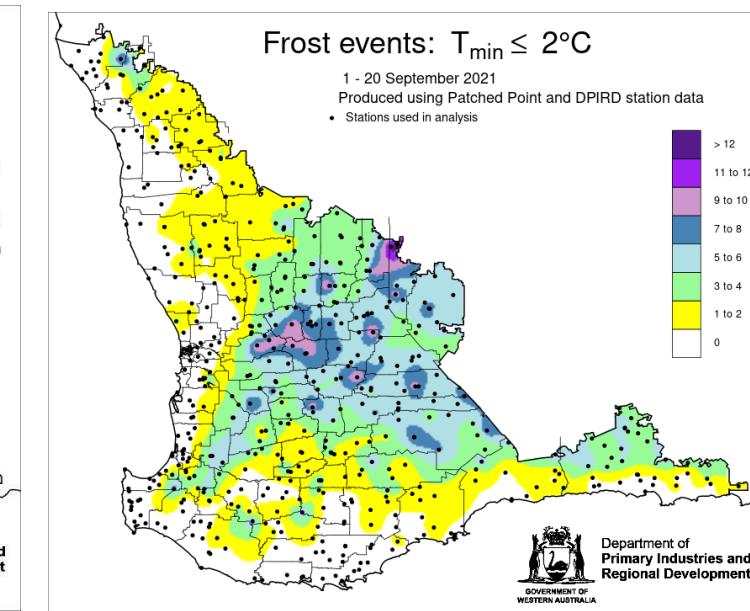 Frost events: Tmin ≤ 2°C
1 - 20 September 2021
Produced using Patched Point and DPIRD station data
• Stations used in analysis
> 12
11 to 12
9 to 10
7 to 8
5 to 6
3 to 4
1 to 2
0
Department of
Primary Industries and
Regional Development
GOVERNMENT OF
WESTERN AUSTRALIA